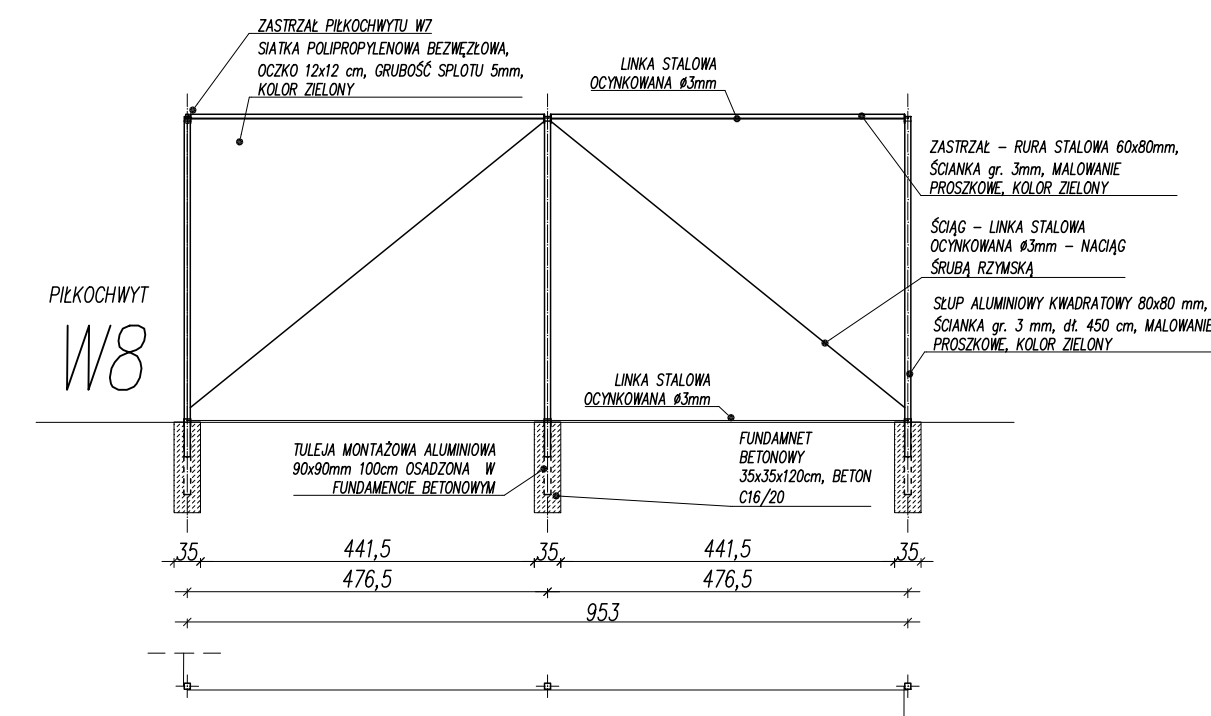 ZASTRZAŁ PIŁKOCHWYTU W7
SIATKA POLIPROPYLENOWA BEZWĘZŁOWA,
OCZKO 12x12 cm, GRUBOŚĆ SPLOTU 5mm,
KOLOR ZIELONY
LINKA STALOWA
OCYNKOWANA ø3mm
ZASTRZAŁ – RURA STALOWA 60x80mm,
ŚCIANKA gr. 3mm, MALOWANIE
PROSZKOWE, KOLOR ZIELONY
ŚCIĄG – LINKA STALOWA
OCYNKOWANA ø3mm – NACIĄG
ŚRUBĄ RZYMSKĄ
PIŁKOCHWYT
W8
SŁUP ALUMINIOWY KWADRATOWY 80x80 mm,
ŚCIANKA gr. 3 mm, dł. 450 cm, MALOWANIE
PROSZKOWE, KOLOR ZIELONY
LINKA STALOWA
OCYNKOWANA ø3mm
TULEJA MONTAŻOWA ALUMINIOWA
90x90mm 100cm OSADZONA W
FUNDAMENCIE BETONOWYM
FUNDAMNET
BETONOWY
35x35x120cm, BETON
C16/20
35 441,5 35 441,5 35
476,5 476,5
953